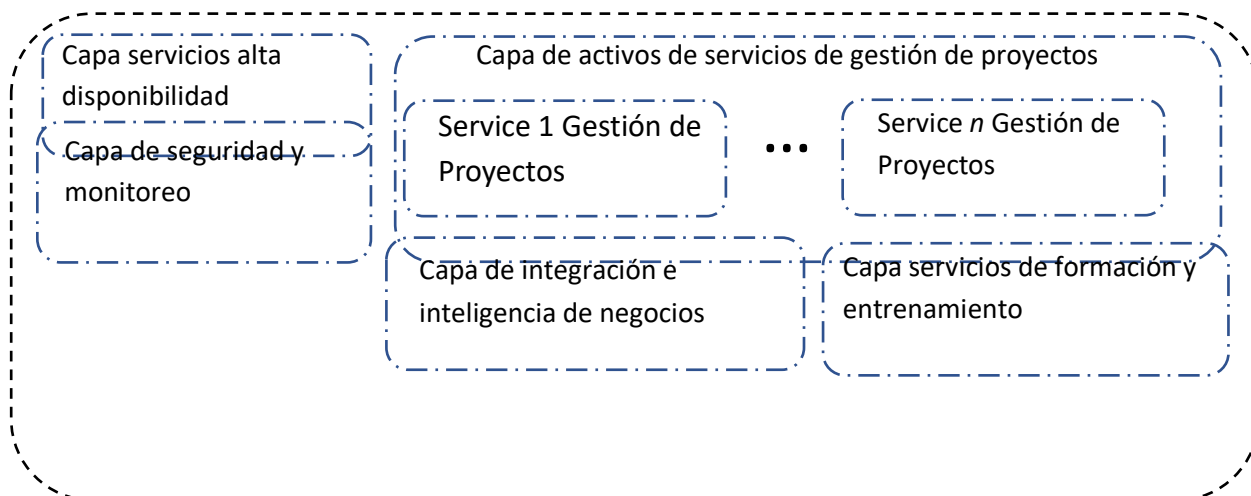 Capa servicios alta
disponibilidad
Capa de seguridad y
monitoreo
Capa de activos de servicios de gestión de proyectos
Service 1 Gestión de
Proyectos
...
Service n Gestión de
Proyectos
Capa de integración e
inteligencia de negocios
Capa servicios de formación y
entrenamiento